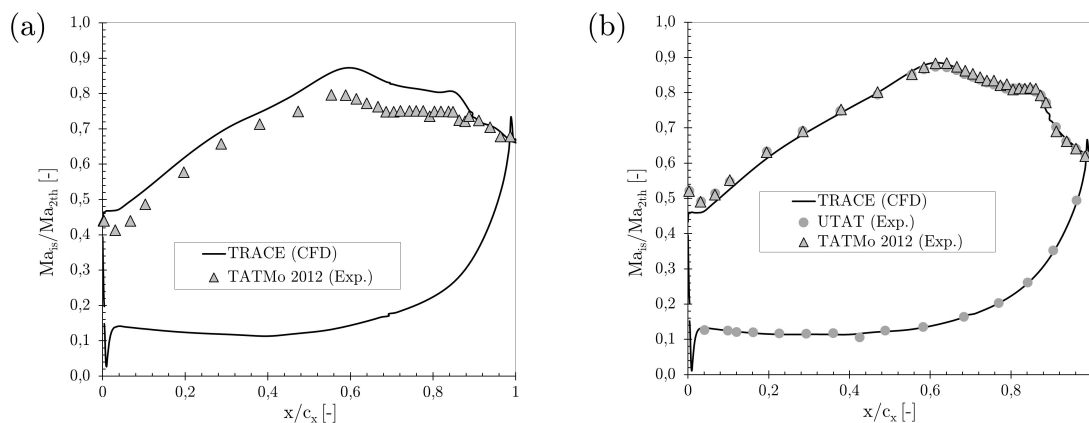 (a)
1,0
0,9
0,8
0,7
0,6
0,5
0,4
0,3
0,2
0,1
0,0
Ma_is/Ma_2th [-]
TRACE (CFD)
TATMo 2012 (Exp.)
0 0,2 0,4 0,6 0,8 1
x/c_x [-]
(b)
1,0
0,9
0,8
0,7
0,6
0,5
0,4
0,3
0,2
0,1
0,0
Ma_is/Ma_2th [-]
TRACE (CFD)
UTAT (Exp.)
TATMo 2012 (Exp.)
0 0,2 0,4 0,6 0,8
x/c_x [-]